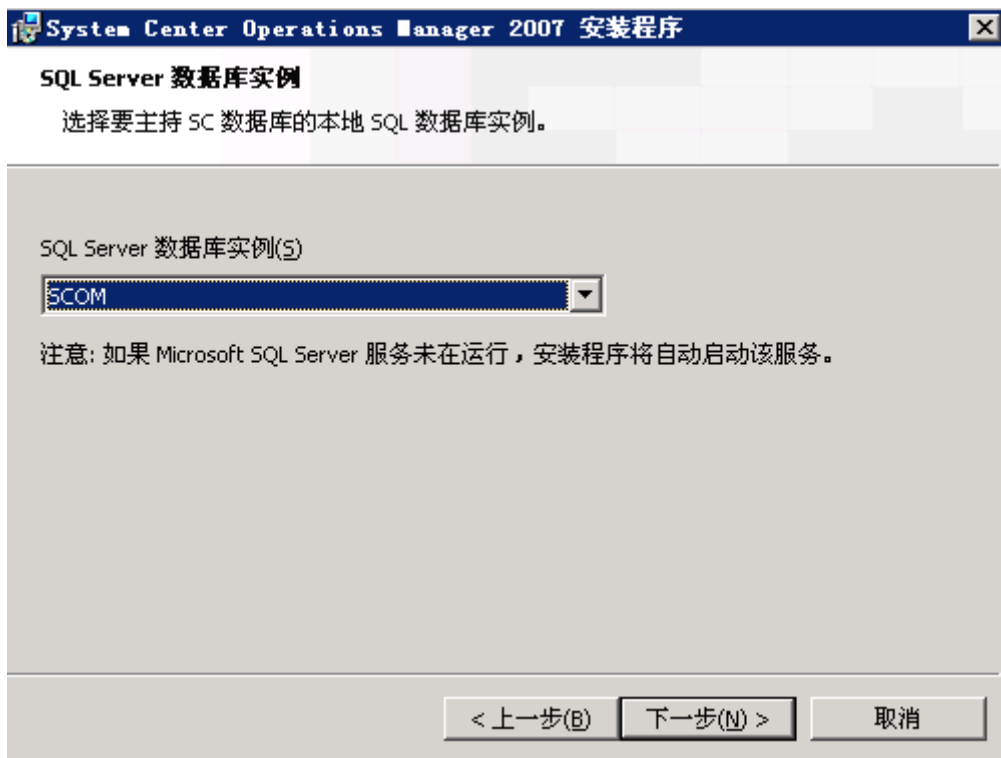 System Center Operations Manager 2007 安装程序
SQL Server 数据库实例
选择要主持 SC 数据库的本地 SQL 数据库实例。
SQL Server 数据库实例(S)
SCOM
注意: 如果 Microsoft SQL Server 服务未在运行，安装程序将自动启动该服务。
< 上一步(B) 下一步(N) > 取消